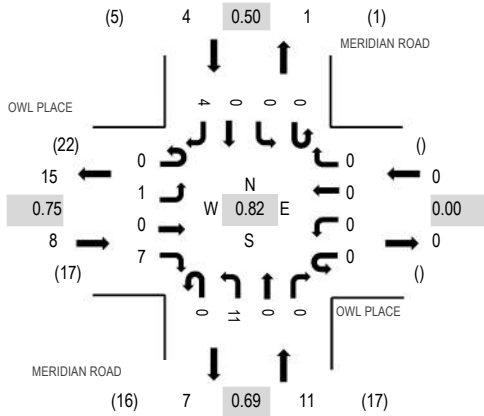 (5) 4 0.50 1 (1)
MERIDIAN ROAD
4 0 0 0
OWL PLACE
(22) 0 0 ()
15 0
1 N 0
0.75 W 0.82 E 0.00
0 0
8 S 0
7 0
(17) ()
0 11 0 0
OWL PLACE
MERIDIAN ROAD
(16) 7 0.69 11 (17)